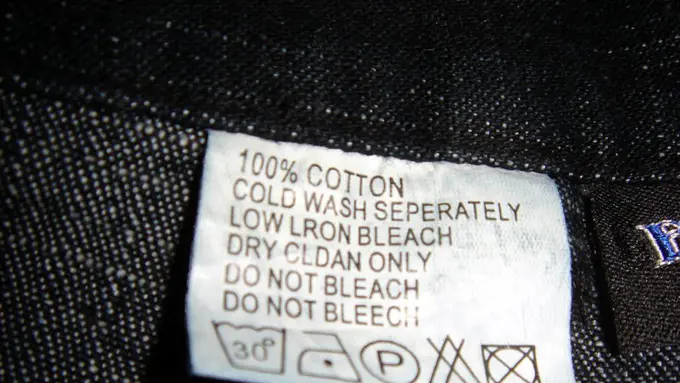 100% COTTON
COLD WASH SEPERATELY
LOW LRON BLEACH
DRY CLDAN ONLY
DO NOT BLEACH
DO NOT BLEECH
30° P